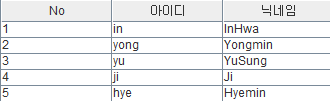 No 아이디 닉네임
1 in InHwa
2 yong Yongmin
3 yu YuSung
4 ji Ji
5 hye Hyemin